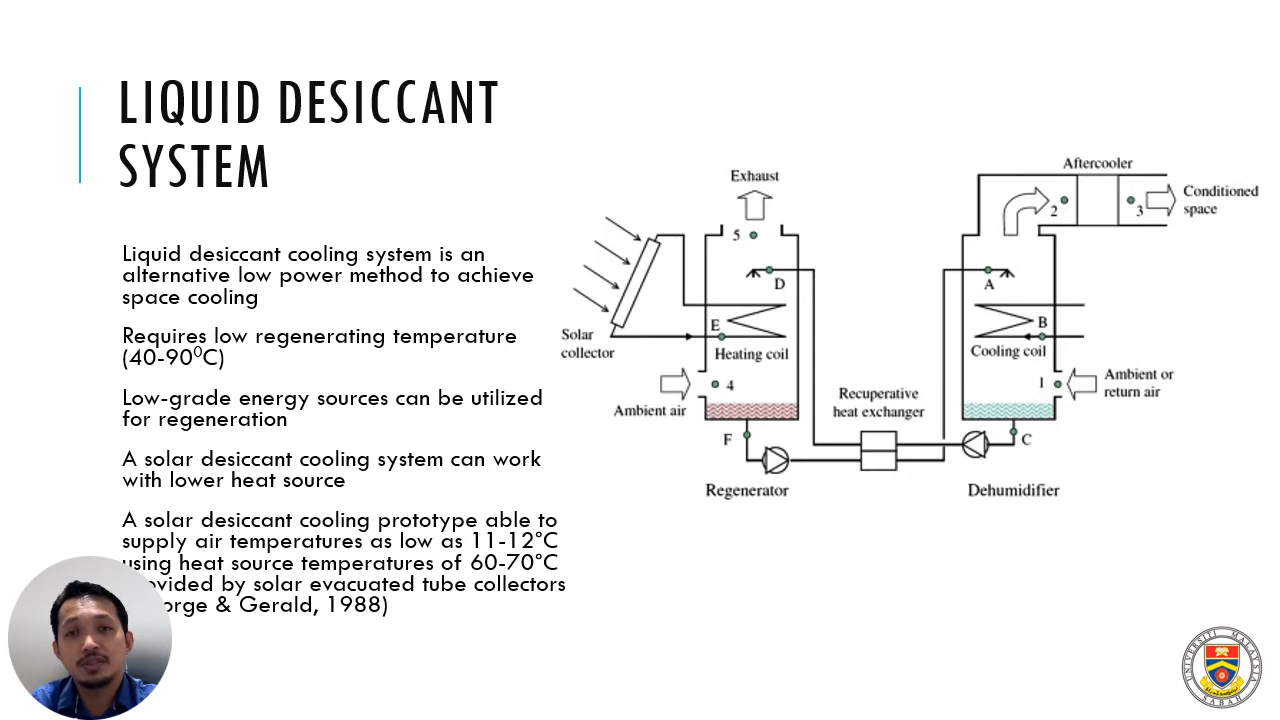 LIQUID DESICCANT
SYSTEM
Liquid desiccant cooling system is an
alternative low power method to achieve
space cooling
Requires low regenerating temperature
(40-90⁰C)
Low-grade energy sources can be utilized
for regeneration
A solar desiccant cooling system can work
with lower heat source
A solar desiccant cooling prototype able to
supply air temperatures as low as 11-12°C
using heat source temperatures of 60-70°C
by solar evacuated tube collectors
& Gerald, 1988)
Exhaust
5
D
E
Heating coil
Solar
collector
4
Ambient air
F
Regenerator
Recuperative
heat exchanger
Aftercooler
2
3
Conditioned
space
A
B
Cooling coil
1
Ambient or
return air
C
Dehumidifier
UNIVERSITI MALAYSIA
SABAH